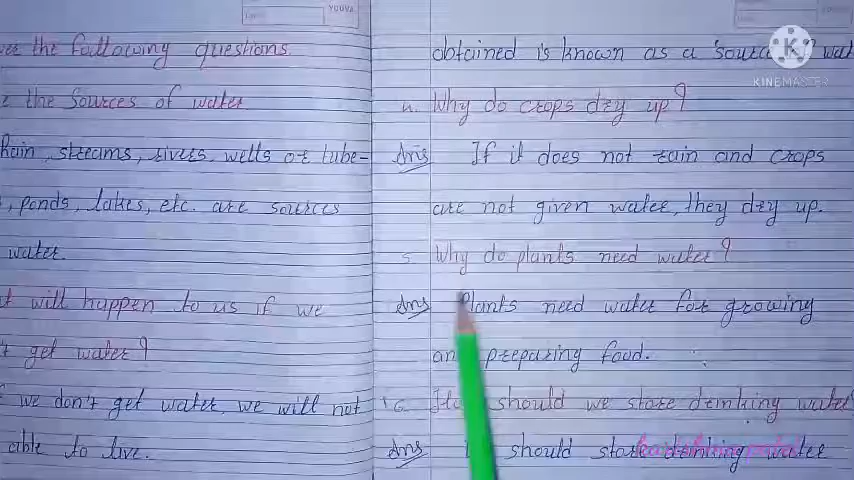 YOUVA
the following questions.
the sources of water
Rain, streams, rivers, wells or tube-
, ponds, lakes, etc. are sources
water.
will happen to us if we
get water?
we don't get water, we will not
able to live.
obtained is known as a
4. Why do crops dry up?
Ans If it does not rain and crops
are not given water, they dry up.
5. Why do plants need water?
Ans Plants need water for growing
preparing food.
6. should we store drinking water
Ans should store drinking water
KINEMASTER